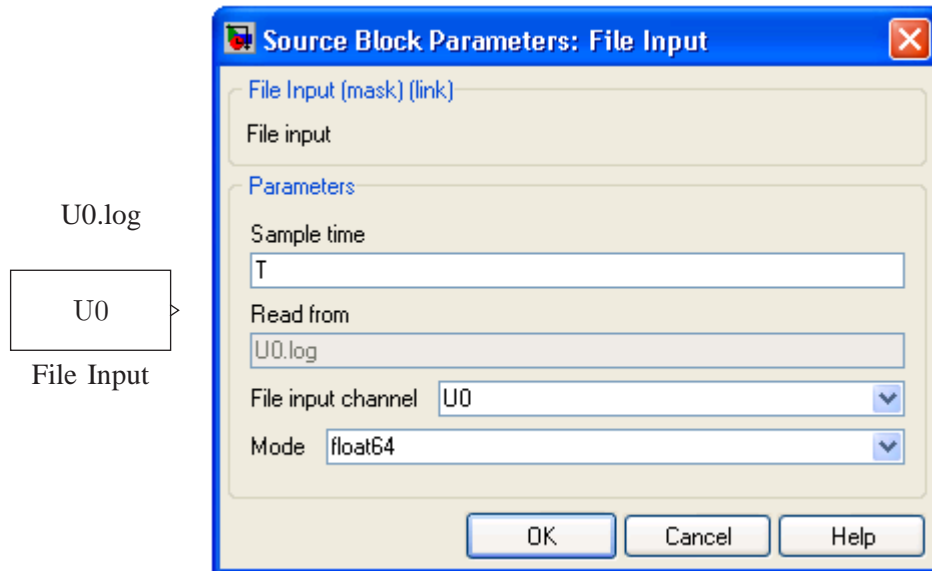 U0.log
U0
File Input
Source Block Parameters: File Input
File Input (mask) (link)
File input
Parameters
Sample time
T
Read from
U0.log
File input channel U0
Mode float64
OK Cancel Help